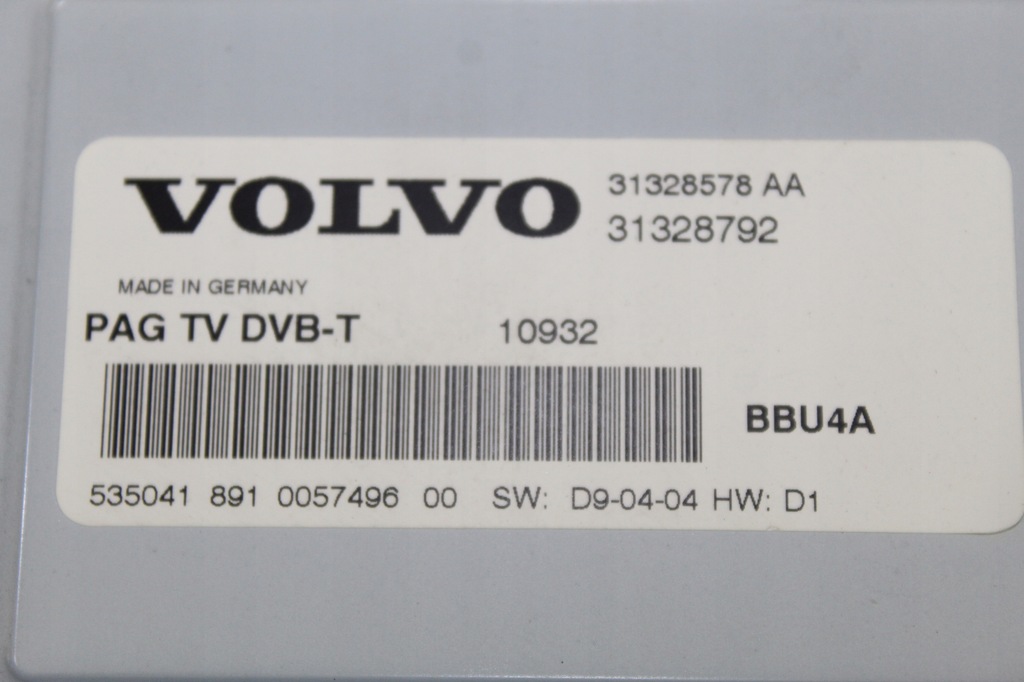 VOLVO 31328578 AA
31328792
MADE IN GERMANY
PAG TV DVB-T 10932
BBU4A
535041 891 0057496 00 SW: D9-04-04 HW: D1